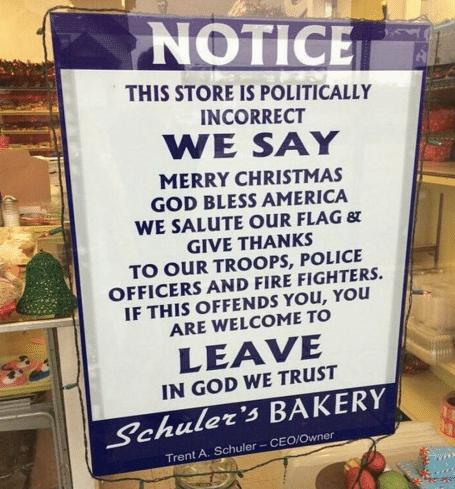 NOTICE
THIS STORE IS POLITICALLY
INCORRECT
WE SAY
MERRY CHRISTMAS
GOD BLESS AMERICA
WE SALUTE OUR FLAG &
GIVE THANKS
TO OUR TROOPS, POLICE
OFFICERS AND FIRE FIGHTERS.
IF THIS OFFENDS YOU, YOU
ARE WELCOME TO
LEAVE
IN GOD WE TRUST
Schuler's BAKERY
Trent A. Schuler – CEO/Owner